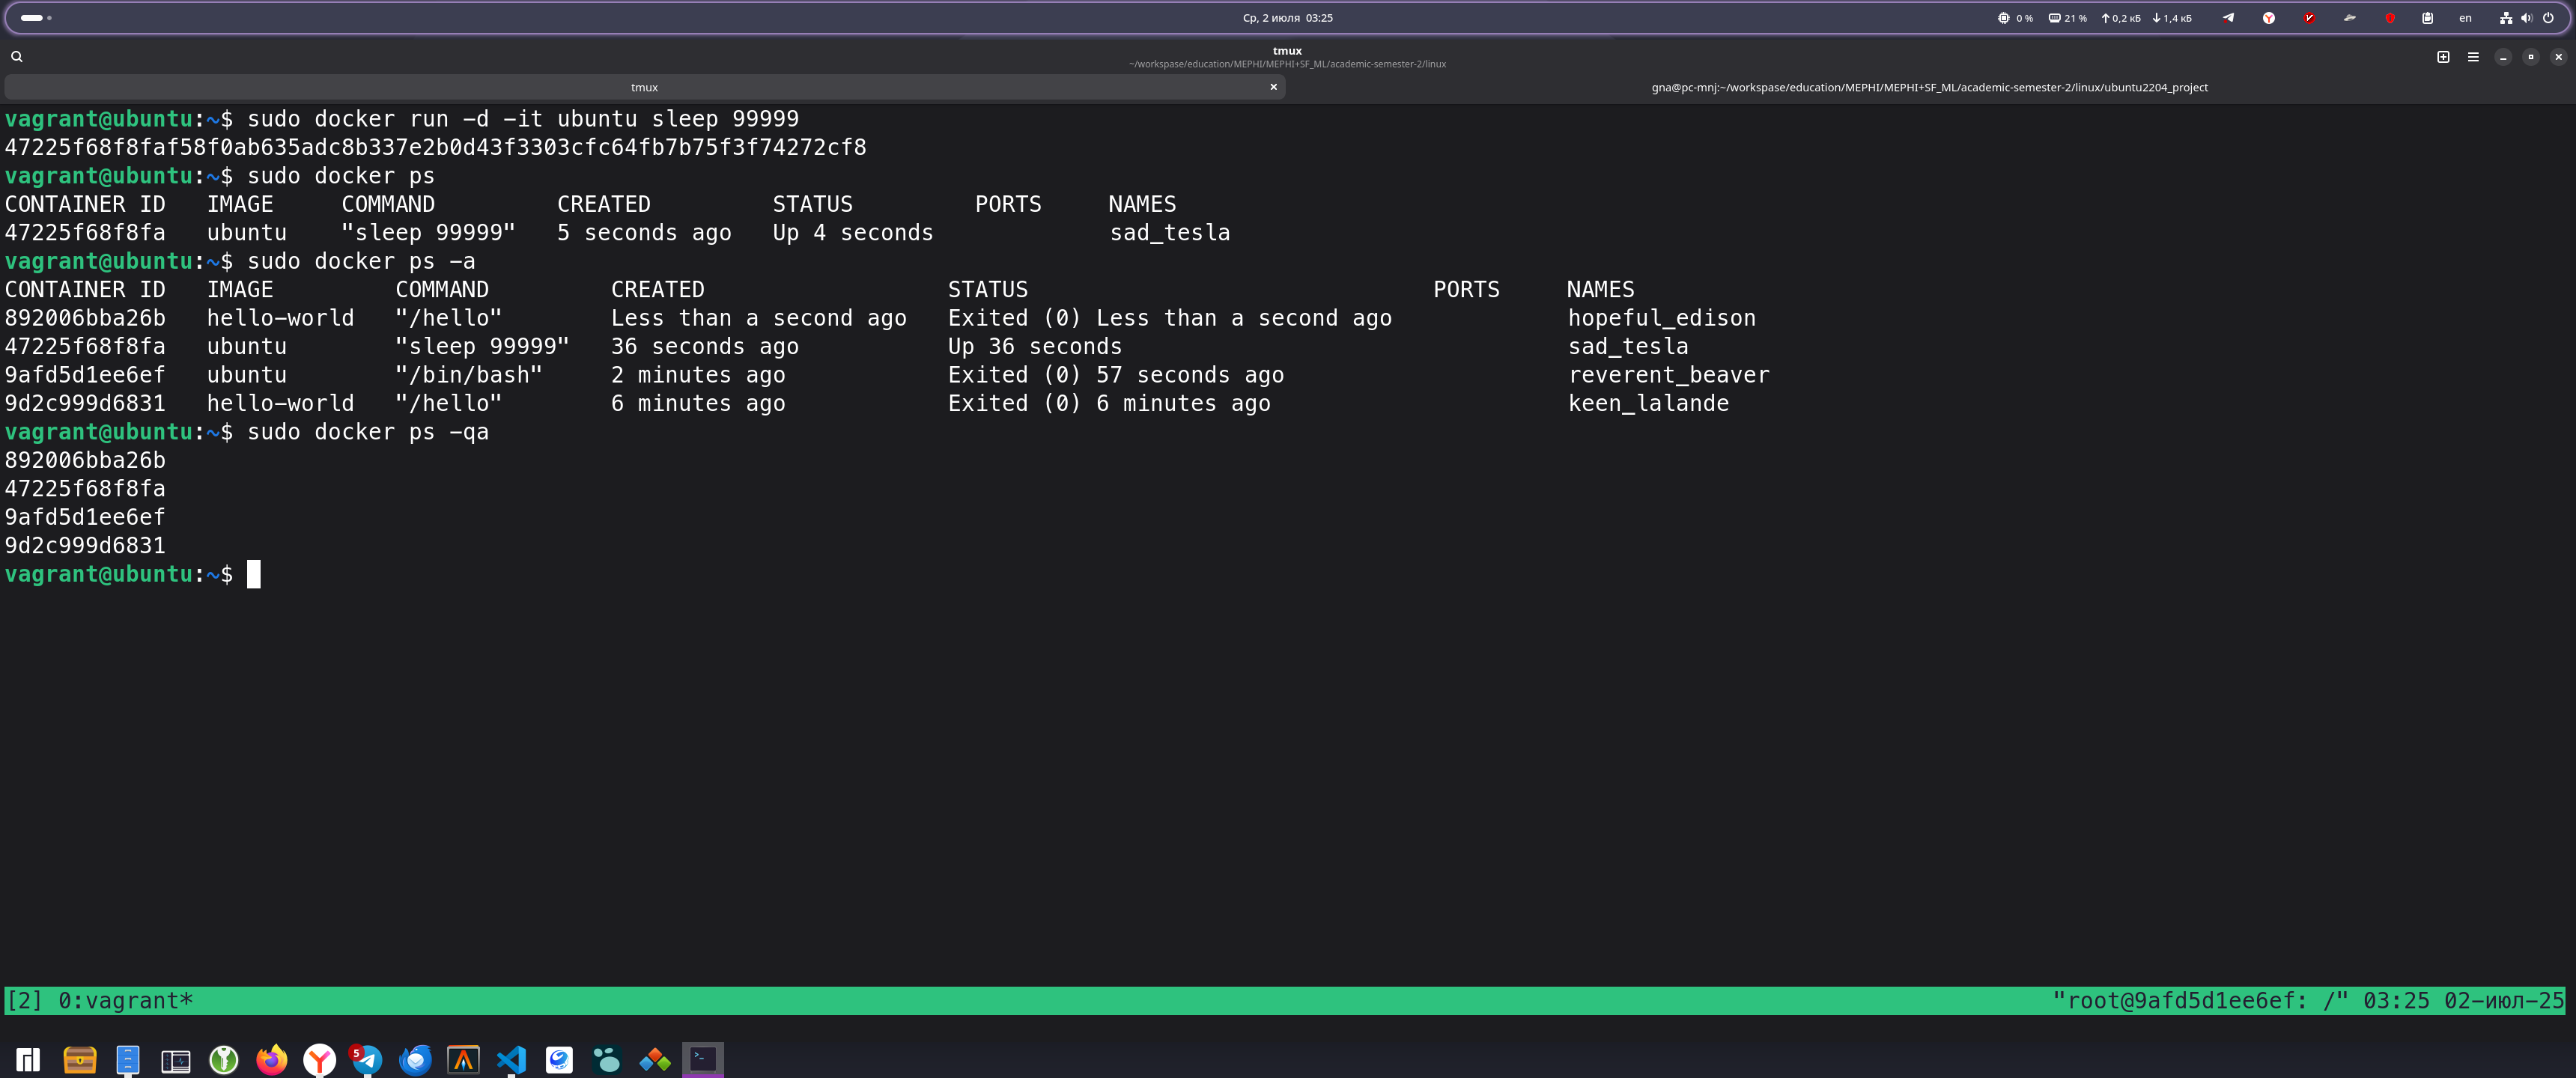 Ср, 2 июля 03:25
0 % 21 % 0,2 кБ 1,4 кБ en
tmux
~/workspase/education/MEPHI/MEPHI+SF_ML/academic-semester-2/linux
tmux
gna@pc-mnj:~/workspase/education/MEPHI/MEPHI+SF_ML/academic-semester-2/linux/ubuntu2204_project
vagrant@ubuntu:~$ sudo docker run -d -it ubuntu sleep 99999
47225f68f8faf58f0ab635adc8b337e2b0d43f3303cfc64fb7b75f3f74272cf8
vagrant@ubuntu:~$ sudo docker ps
CONTAINER ID   IMAGE     COMMAND         CREATED         STATUS         PORTS     NAMES
47225f68f8fa   ubuntu    "sleep 99999"   5 seconds ago   Up 4 seconds             sad_tesla
vagrant@ubuntu:~$ sudo docker ps -a
CONTAINER ID   IMAGE         COMMAND         CREATED                  STATUS                              PORTS     NAMES
892006bba26b   hello-world   "/hello"        Less than a second ago   Exited (0) Less than a second ago             hopeful_edison
47225f68f8fa   ubuntu        "sleep 99999"   36 seconds ago           Up 36 seconds                                 sad_tesla
9afd5d1ee6ef   ubuntu        "/bin/bash"     2 minutes ago            Exited (0) 57 seconds ago                     reverent_beaver
9d2c999d6831   hello-world   "/hello"        6 minutes ago            Exited (0) 6 minutes ago                      keen_lalande
vagrant@ubuntu:~$ sudo docker ps -qa
892006bba26b
47225f68f8fa
9afd5d1ee6ef
9d2c999d6831
vagrant@ubuntu:~$
[2] 0:vagrant* "root@9afd5d1ee6ef: /" 03:25 02-июл-25
5